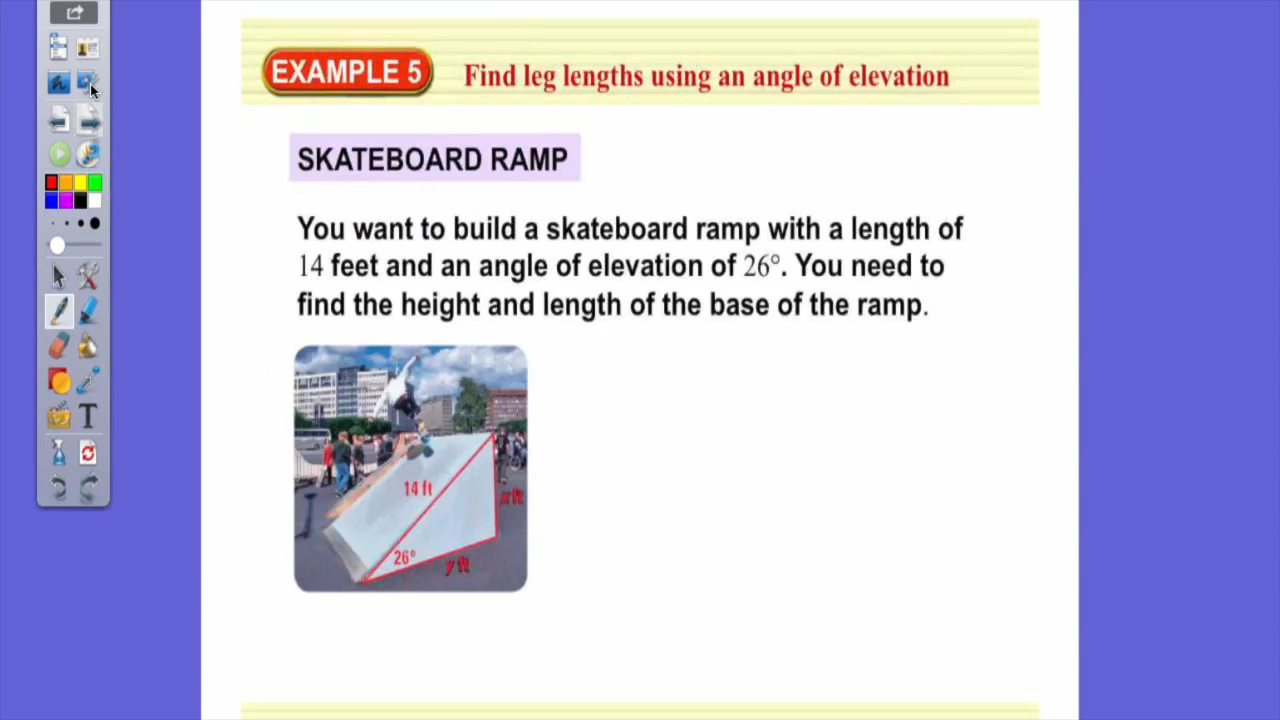 EXAMPLE 5
Find leg lengths using an angle of elevation
SKATEBOARD RAMP
You want to build a skateboard ramp with a length of
14 feet and an angle of elevation of 26°. You need to
find the height and length of the base of the ramp.
14 ft
x ft
26°
y ft
T